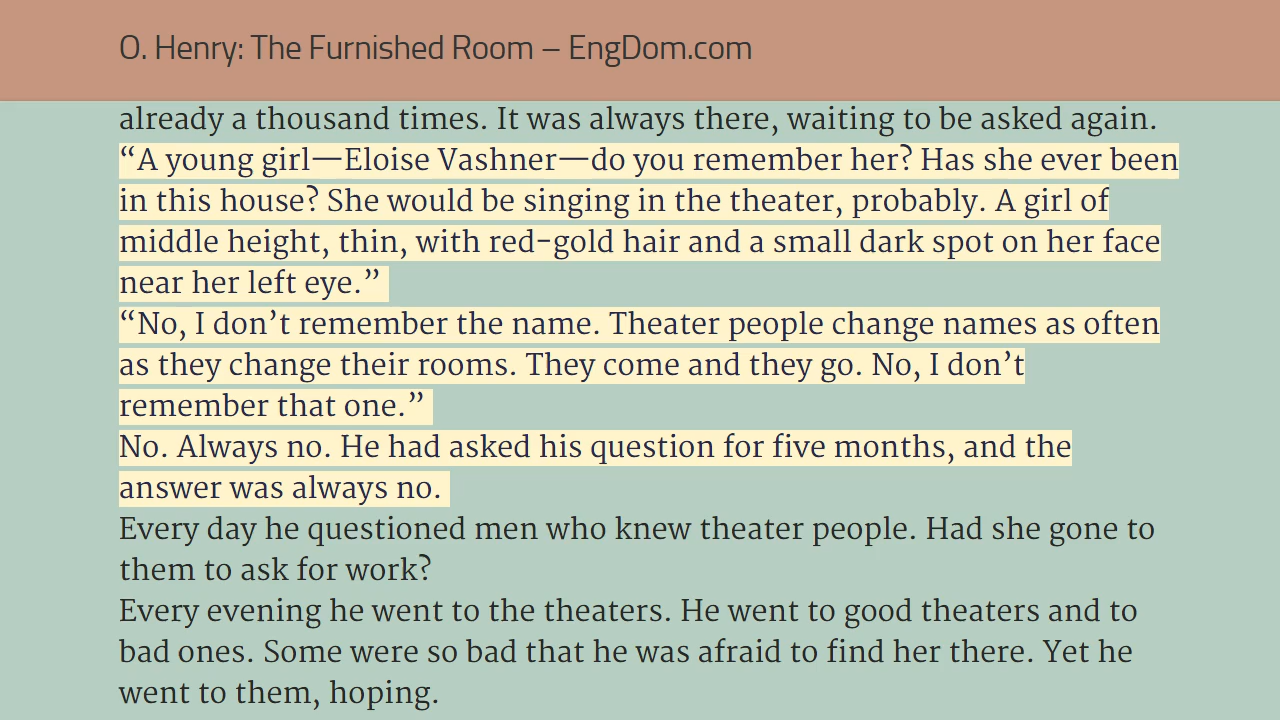 O. Henry: The Furnished Room – EngDom.com
already a thousand times. It was always there, waiting to be asked again.
“A young girl—Eloise Vashner—do you remember her? Has she ever been
in this house? She would be singing in the theater, probably. A girl of
middle height, thin, with red-gold hair and a small dark spot on her face
near her left eye.”
“No, I don’t remember the name. Theater people change names as often
as they change their rooms. They come and they go. No, I don’t
remember that one.”
No. Always no. He had asked his question for five months, and the
answer was always no.
Every day he questioned men who knew theater people. Had she gone to
them to ask for work?
Every evening he went to the theaters. He went to good theaters and to
bad ones. Some were so bad that he was afraid to find her there. Yet he
went to them, hoping.